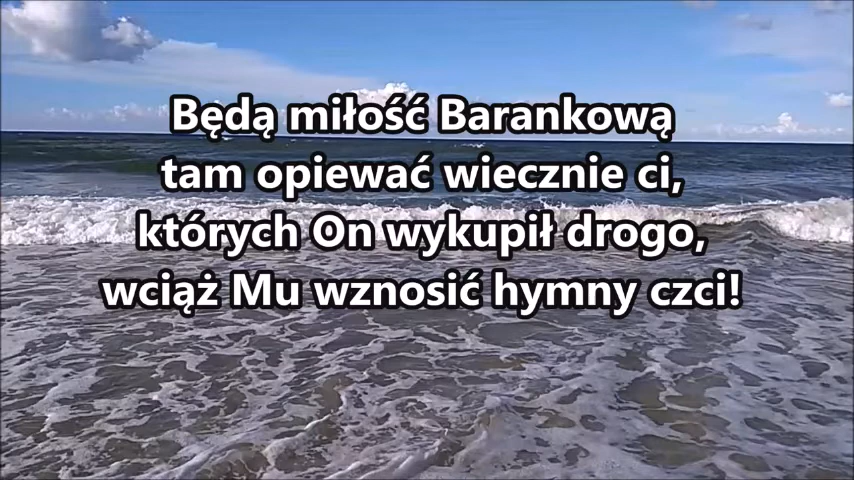 Będą miłość Barankową
tam opiewać wiecznie ci,
których On wykupił drogo,
wciąż Mu wznosić hymny czci!